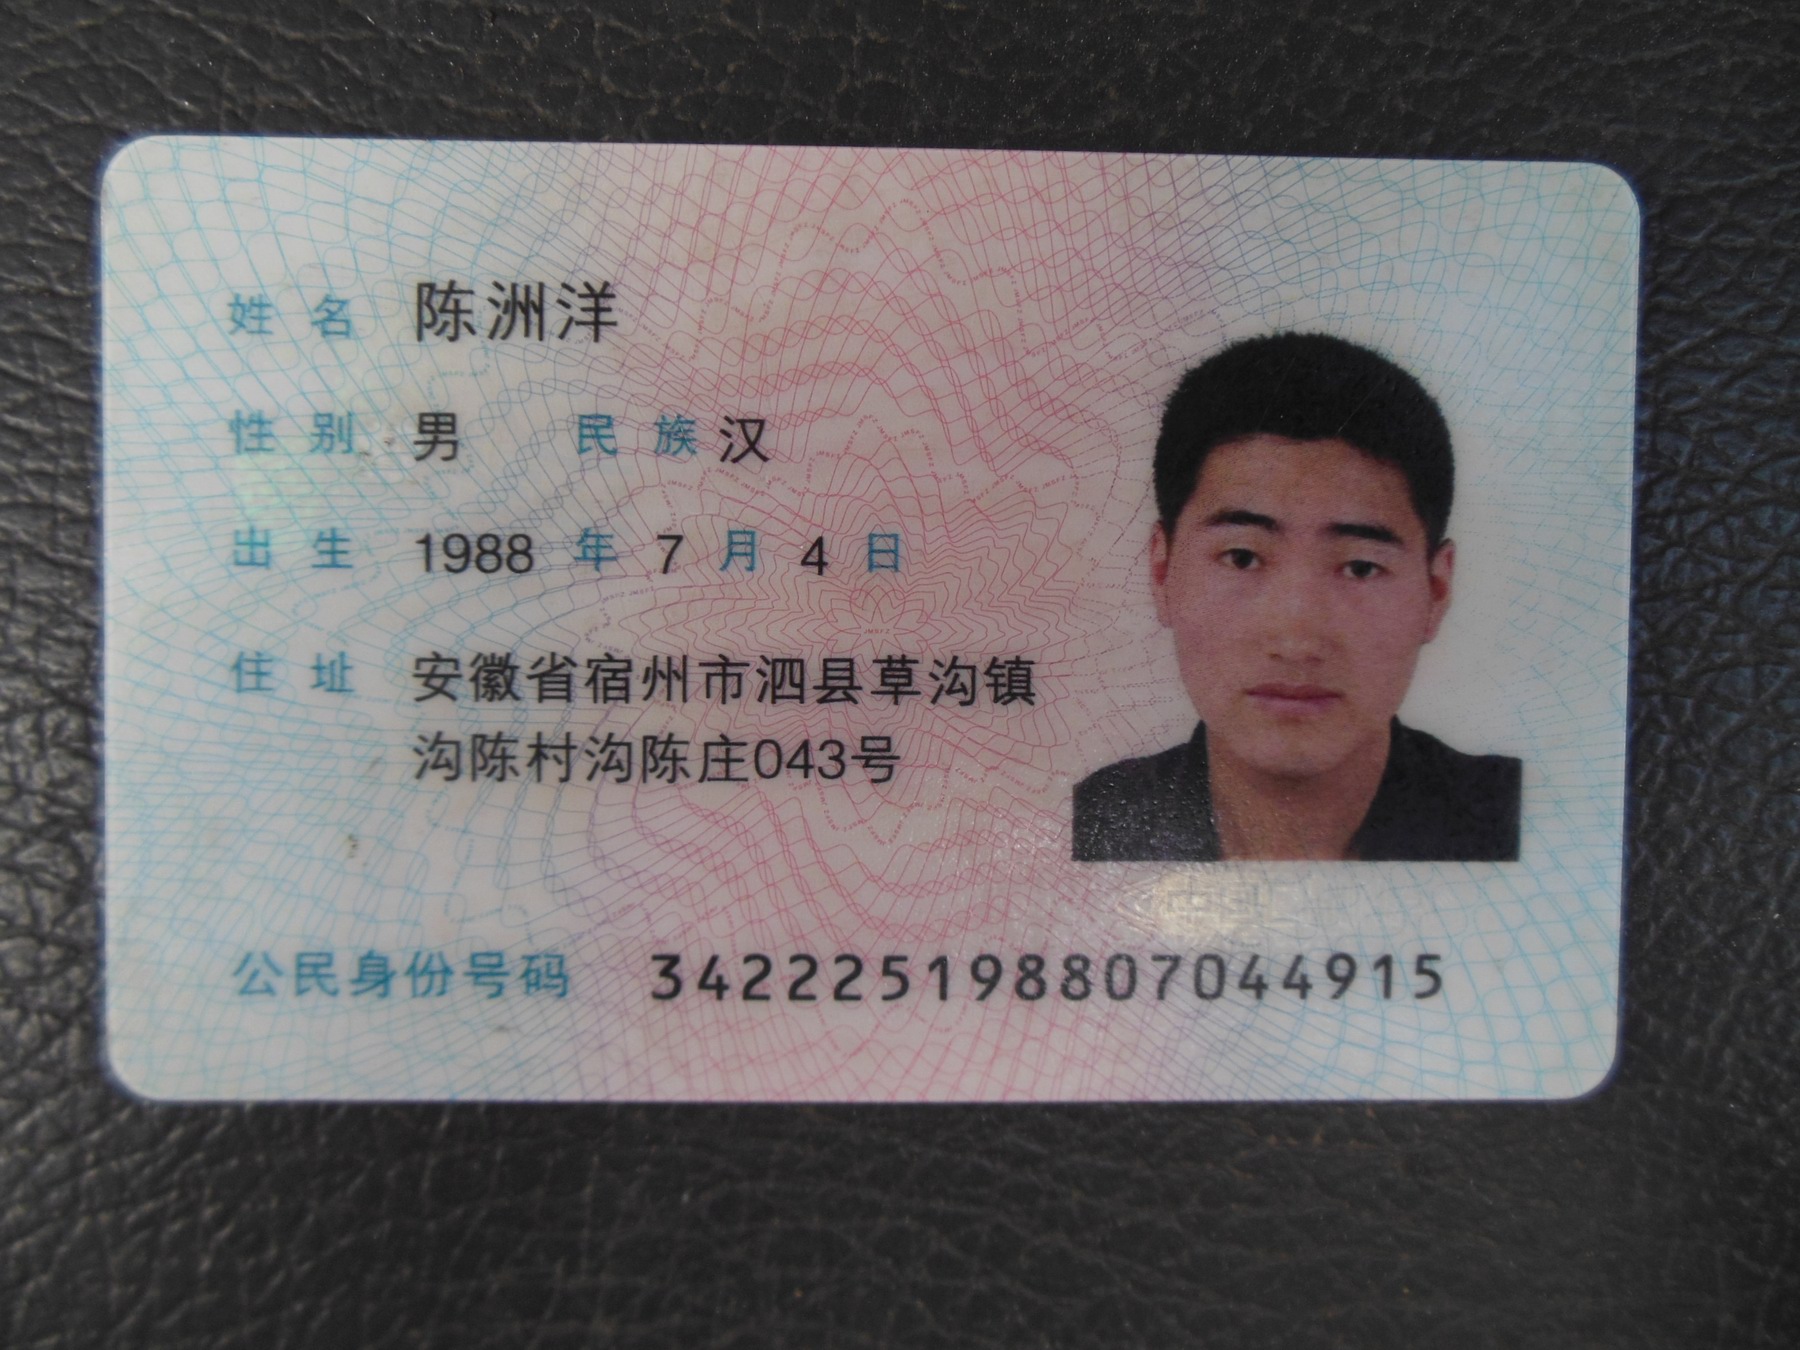 姓名 陈洲洋
性别 男 民族 汉
出生 1988 年 7 月 4 日
住址 安徽省宿州市泗县草沟镇
沟陈村沟陈庄043号
公民身份号码 342225198807044915